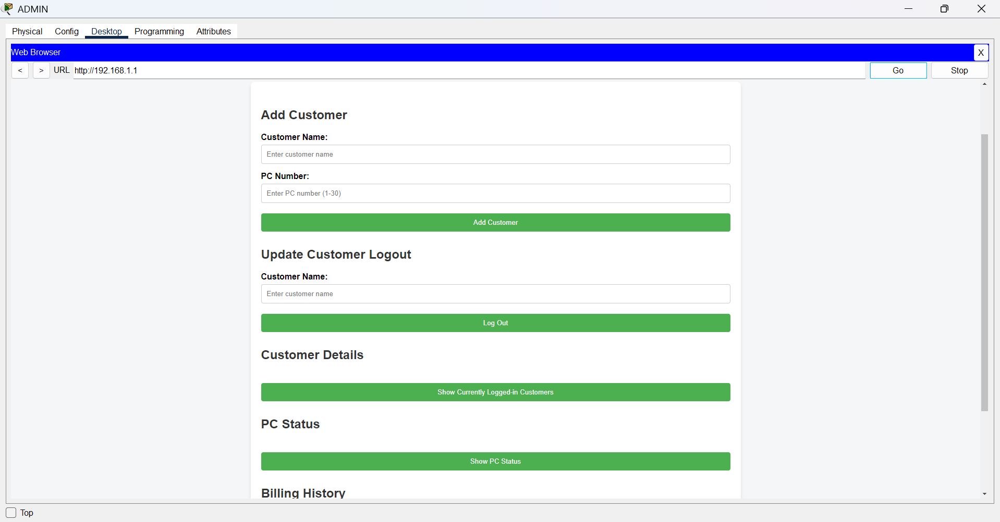 ADMIN
Physical Config Desktop Programming Attributes
Web Browser X
< > URL http://192.168.1.1 Go Stop
Add Customer
Customer Name:
Enter customer name
PC Number:
Enter PC number (1-30)
Add Customer
Update Customer Logout
Customer Name:
Enter customer name
Log Out
Customer Details
Show Currently Logged-in Customers
PC Status
Show PC Status
Billing History
Top